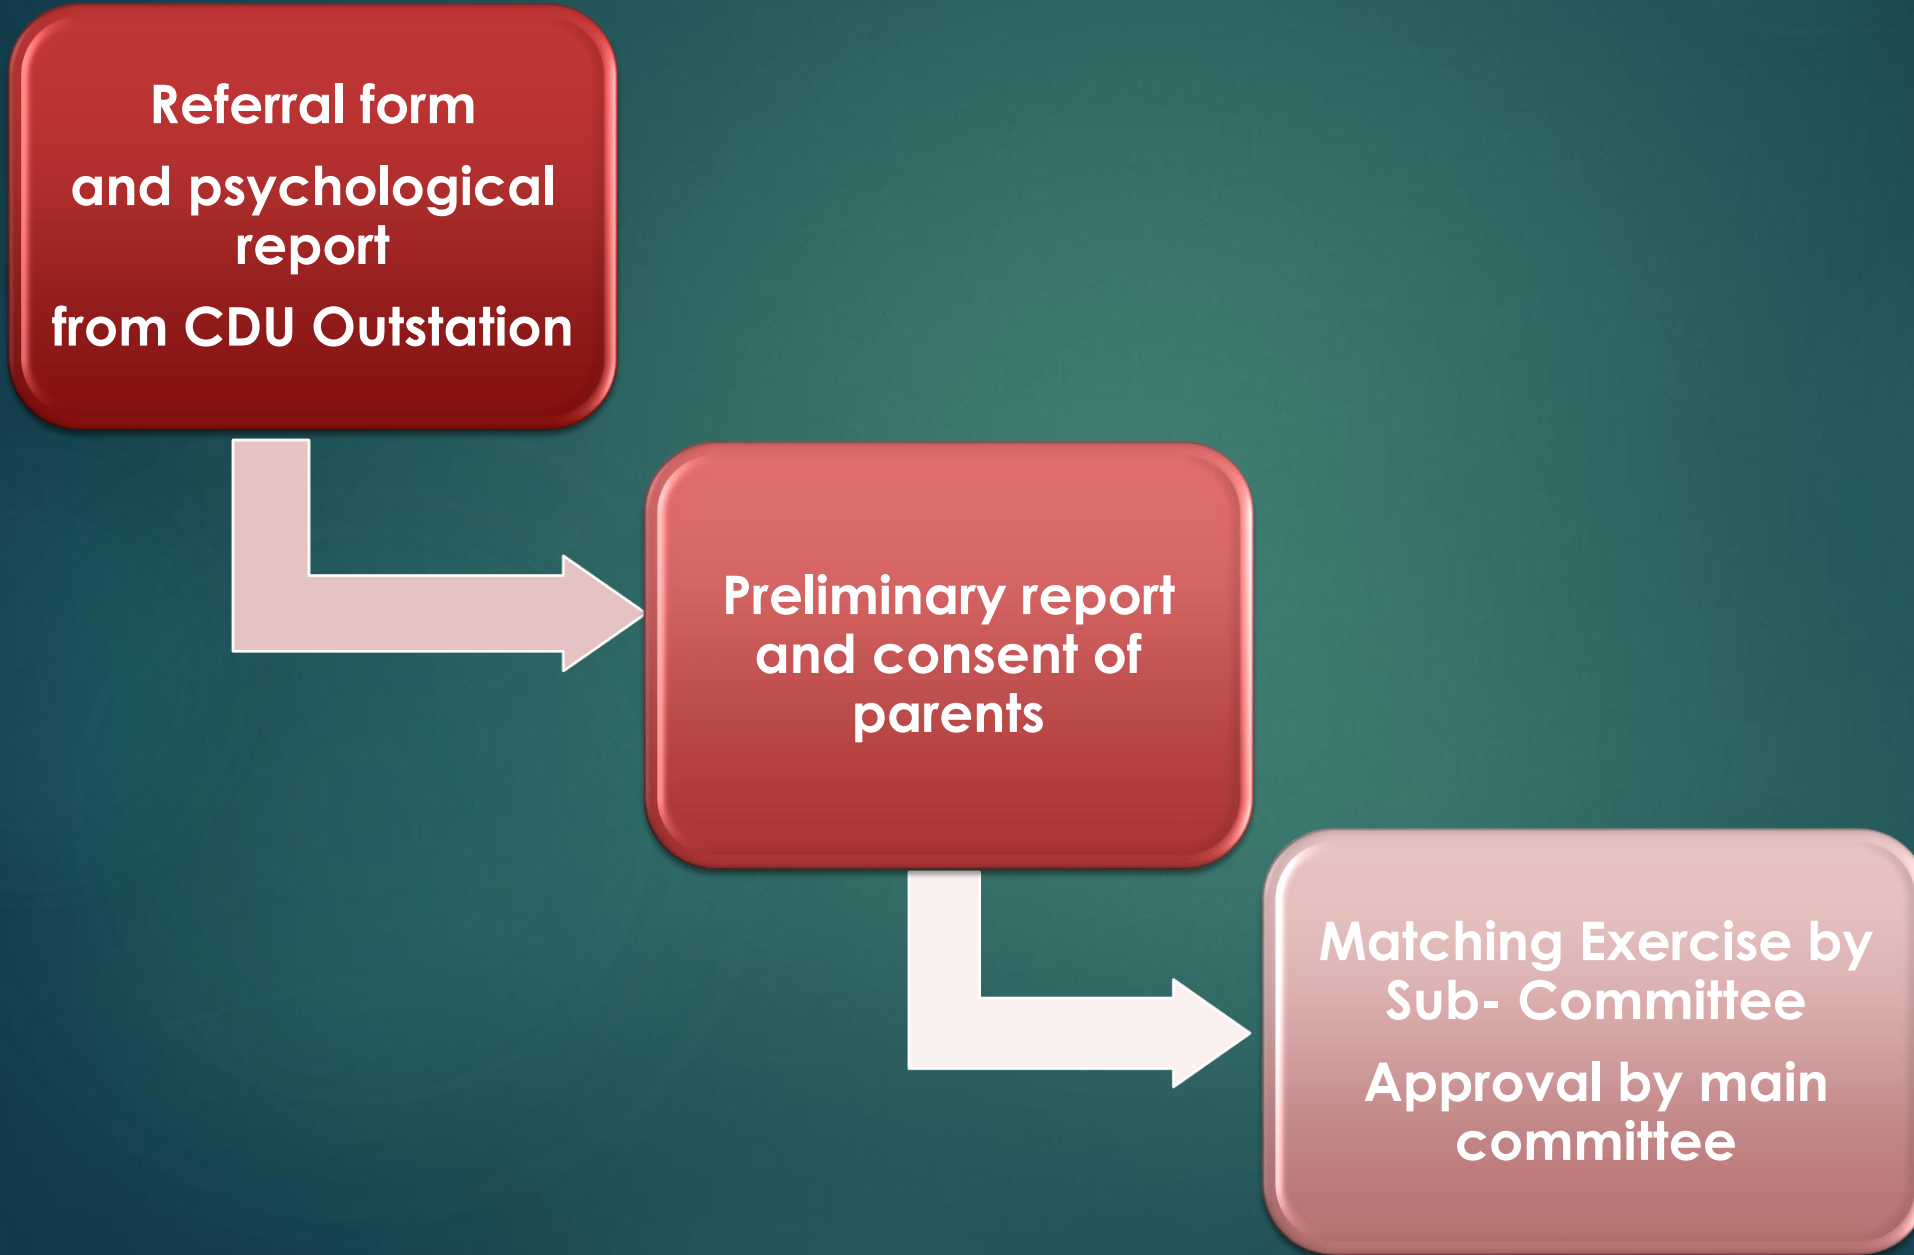 Referral form
and psychological
report
from CDU Outstation
Preliminary report
and consent of
parents
Matching Exercise by
Sub- Committee
Approval by main
committee